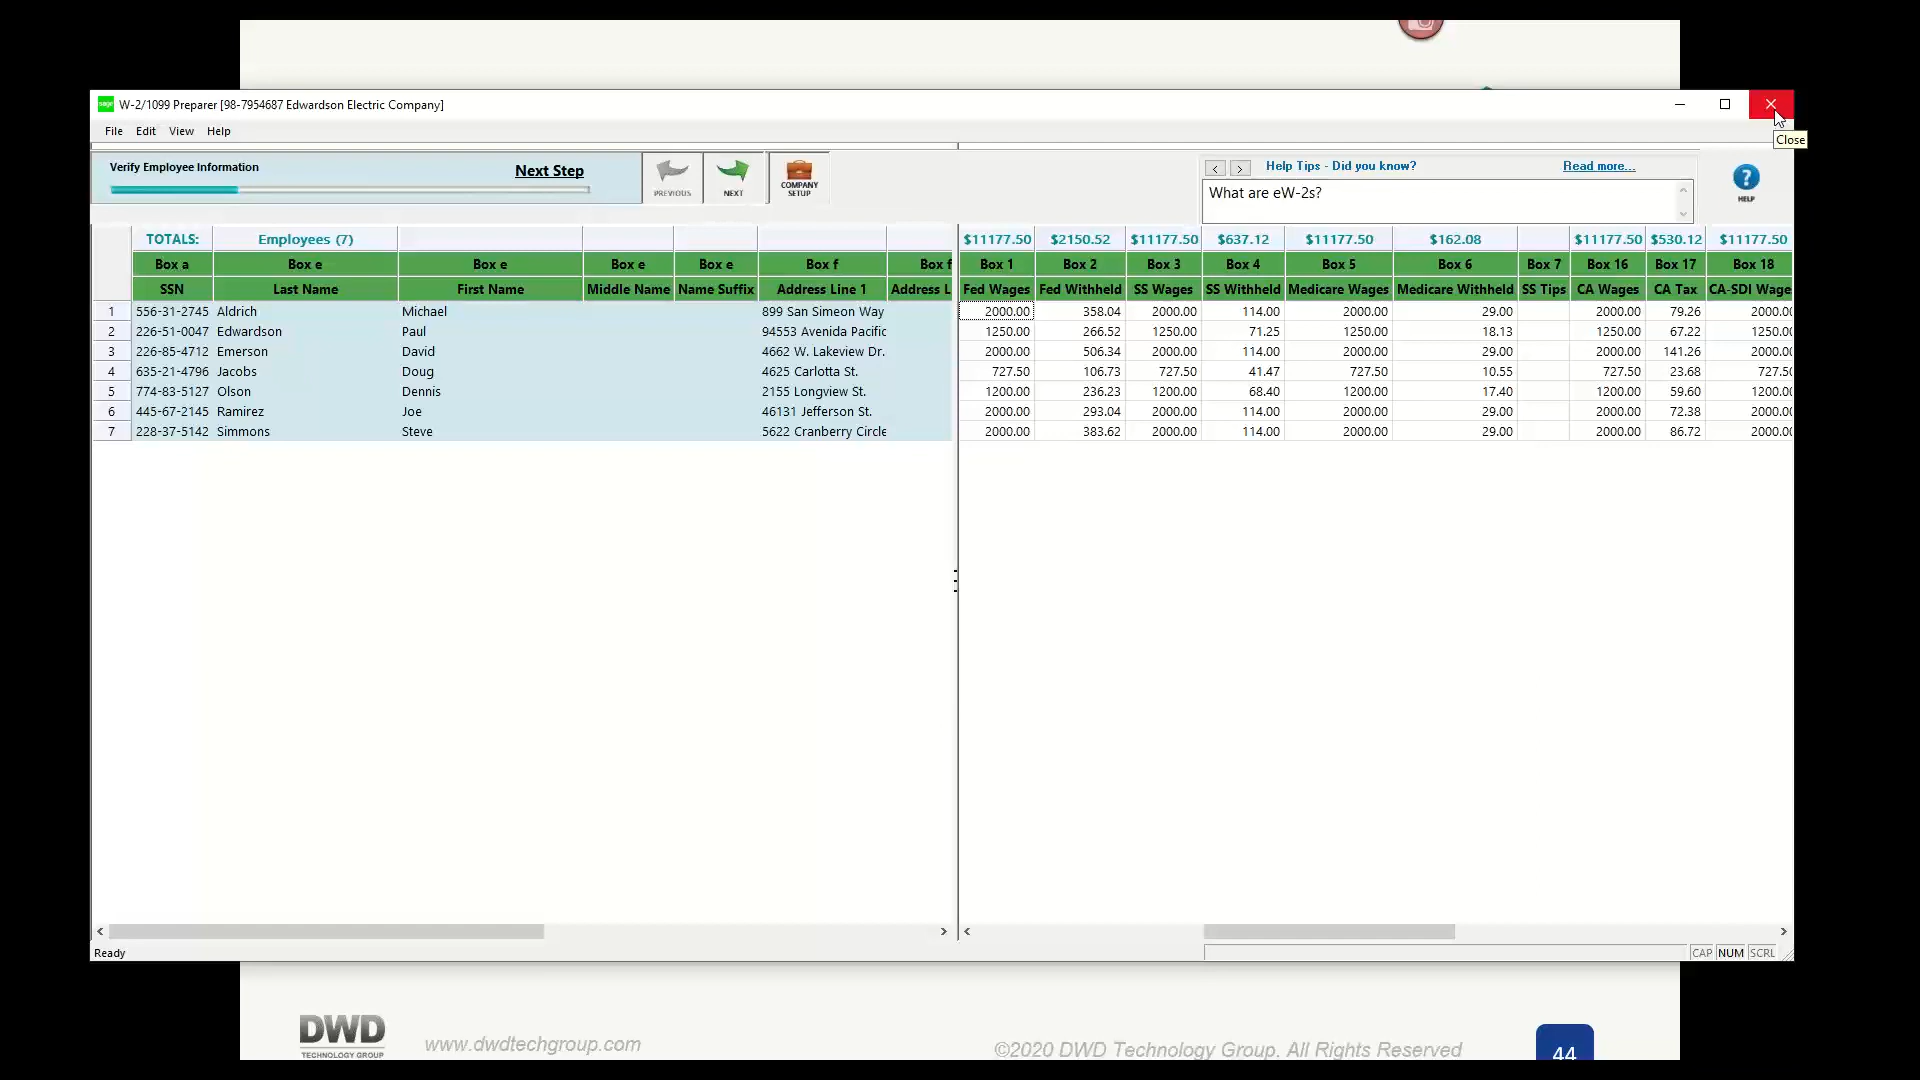 sage W-2/1099 Preparer [98-7954687 Edwardson Electric Company]
Close
File Edit View Help
Verify Employee Information Next Step
PREVIOUS NEXT COMPANY SETUP
Help Tips - Did you know? Read more...
What are eW-2s?
HELP
TOTALS: Employees (7) $11177.50 $2150.52 $11177.50 $637.12 $11177.50 $162.08 $11177.50 $530.12 $11177.50
Box a Box e Box e Box e Box e Box f Box f Box 1 Box 2 Box 3 Box 4 Box 5 Box 6 Box 7 Box 16 Box 17 Box 18
SSN Last Name First Name Middle Name Name Suffix Address Line 1 Address L Fed Wages Fed Withheld SS Wages SS Withheld Medicare Wages Medicare Withheld SS Tips CA Wages CA Tax CA-SDI Wage
1 556-31-2745 Aldrich Michael 899 San Simeon Way 2000.00 358.04 2000.00 114.00 2000.00 29.00 2000.00 79.26 2000.00
2 226-51-0047 Edwardson Paul 94553 Avenida Pacific 1250.00 266.52 1250.00 71.25 1250.00 18.13 1250.00 67.22 1250.00
3 226-85-4712 Emerson David 4662 W. Lakeview Dr. 2000.00 506.34 2000.00 114.00 2000.00 29.00 2000.00 141.26 2000.00
4 635-21-4796 Jacobs Doug 4625 Carlotta St. 727.50 106.73 727.50 41.47 727.50 10.55 727.50 23.68 727.50
5 774-83-5127 Olson Dennis 2155 Longview St. 1200.00 236.23 1200.00 68.40 1200.00 17.40 1200.00 59.60 1200.00
6 445-67-2145 Ramirez Joe 46131 Jefferson St. 2000.00 293.04 2000.00 114.00 2000.00 29.00 2000.00 72.38 2000.00
7 228-37-5142 Simmons Steve 5622 Cranberry Circle 2000.00 383.62 2000.00 114.00 2000.00 29.00 2000.00 86.72 2000.00
Ready CAP NUM SCRL
DWD
TECHNOLOGY GROUP
www.dwdtechgroup.com
©2020 DWD Technology Group. All Rights Reserved
44